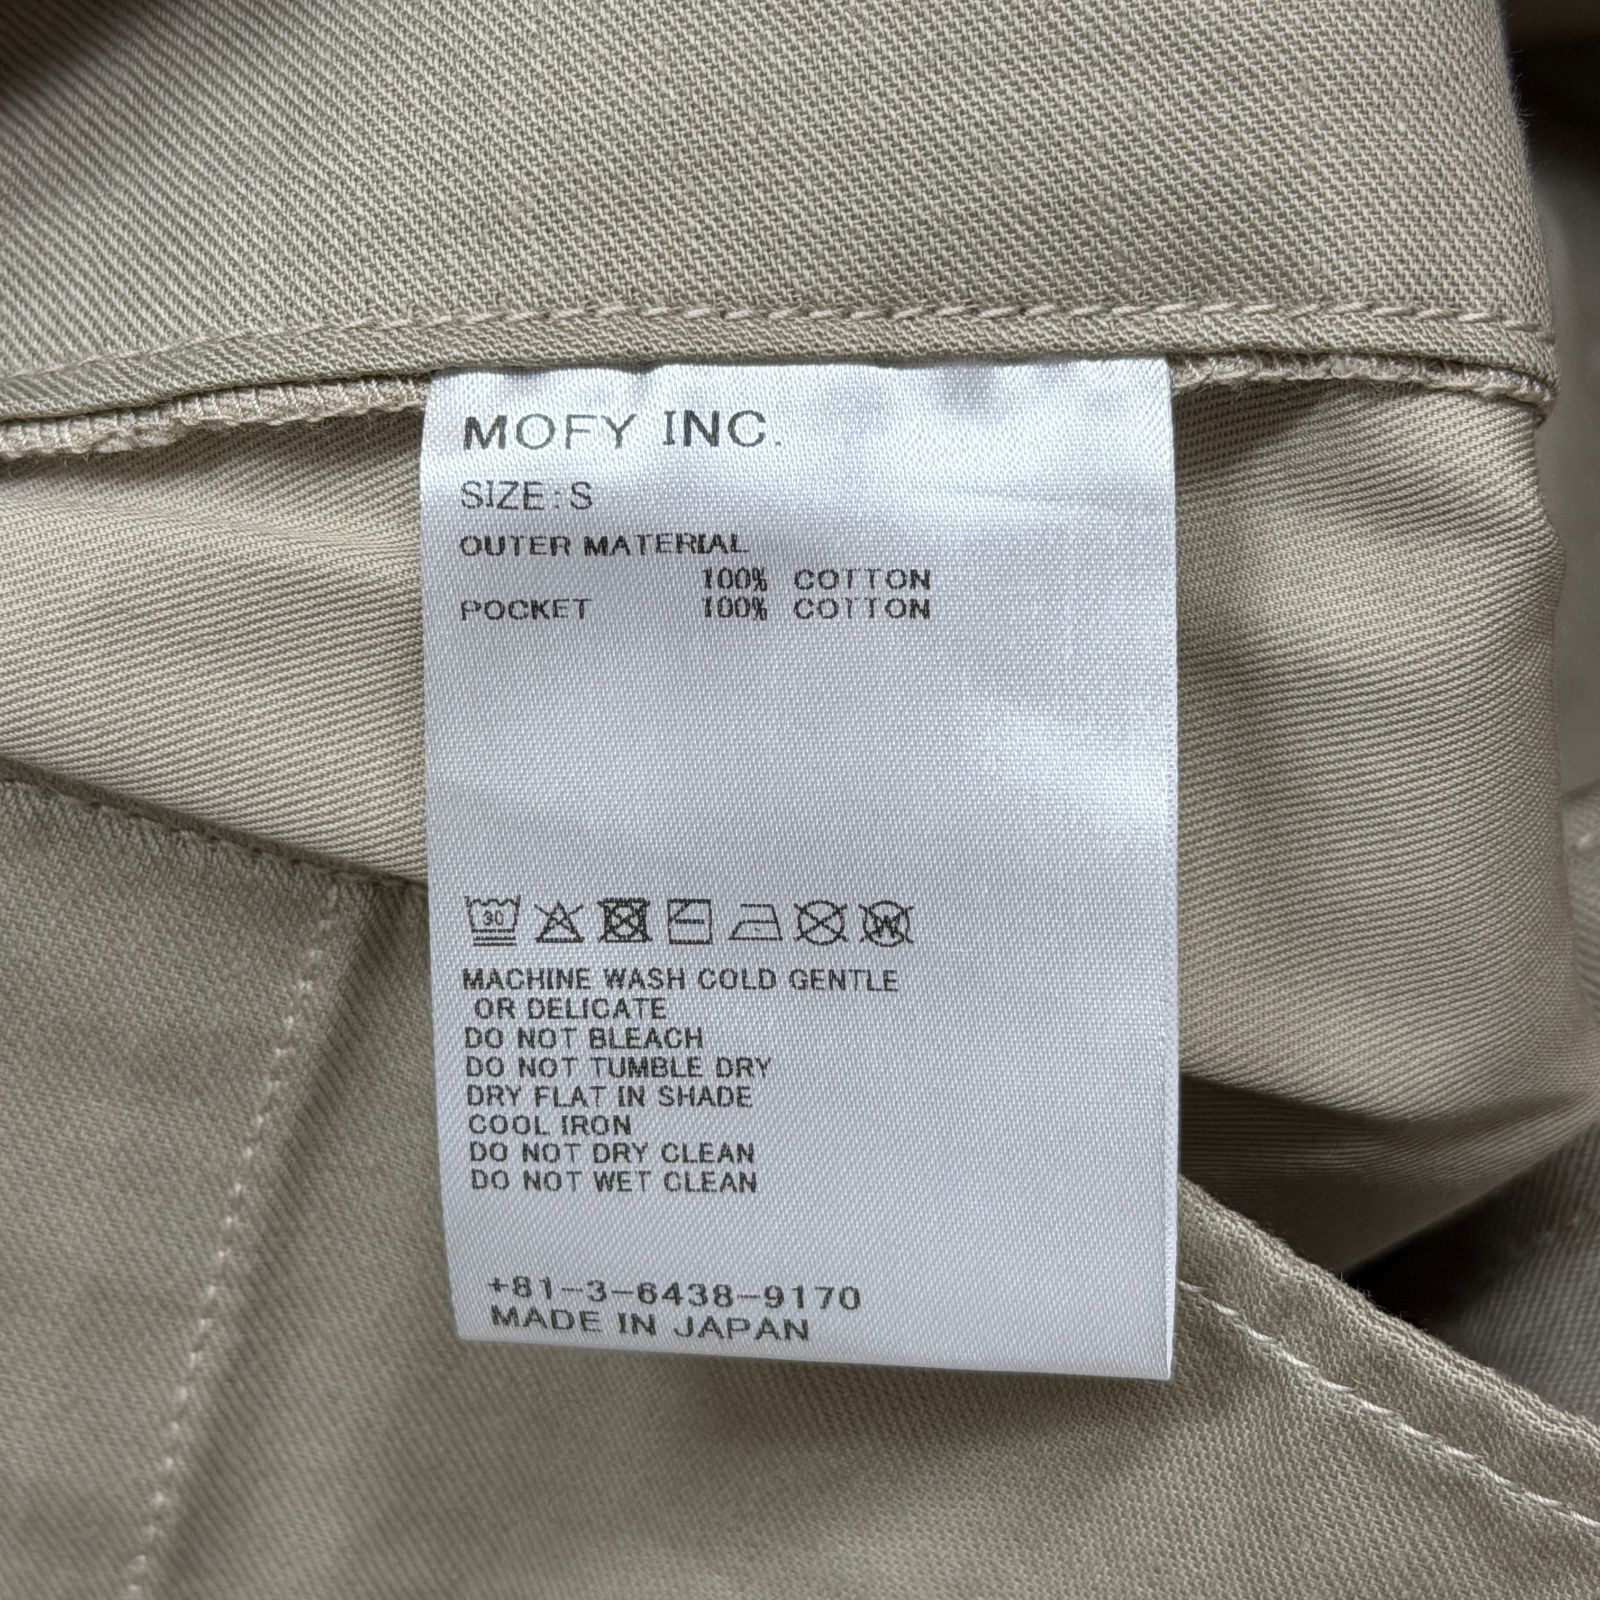 MOFY INC.
SIZE:S
OUTER MATERIAL
100% COTTON
POCKET 100% COTTON
30 W
MACHINE WASH COLD GENTLE
OR DELICATE
DO NOT BLEACH
DO NOT TUMBLE DRY
DRY FLAT IN SHADE
COOL IRON
DO NOT DRY CLEAN
DO NOT WET CLEAN
+81-3-6438-9170
MADE IN JAPAN